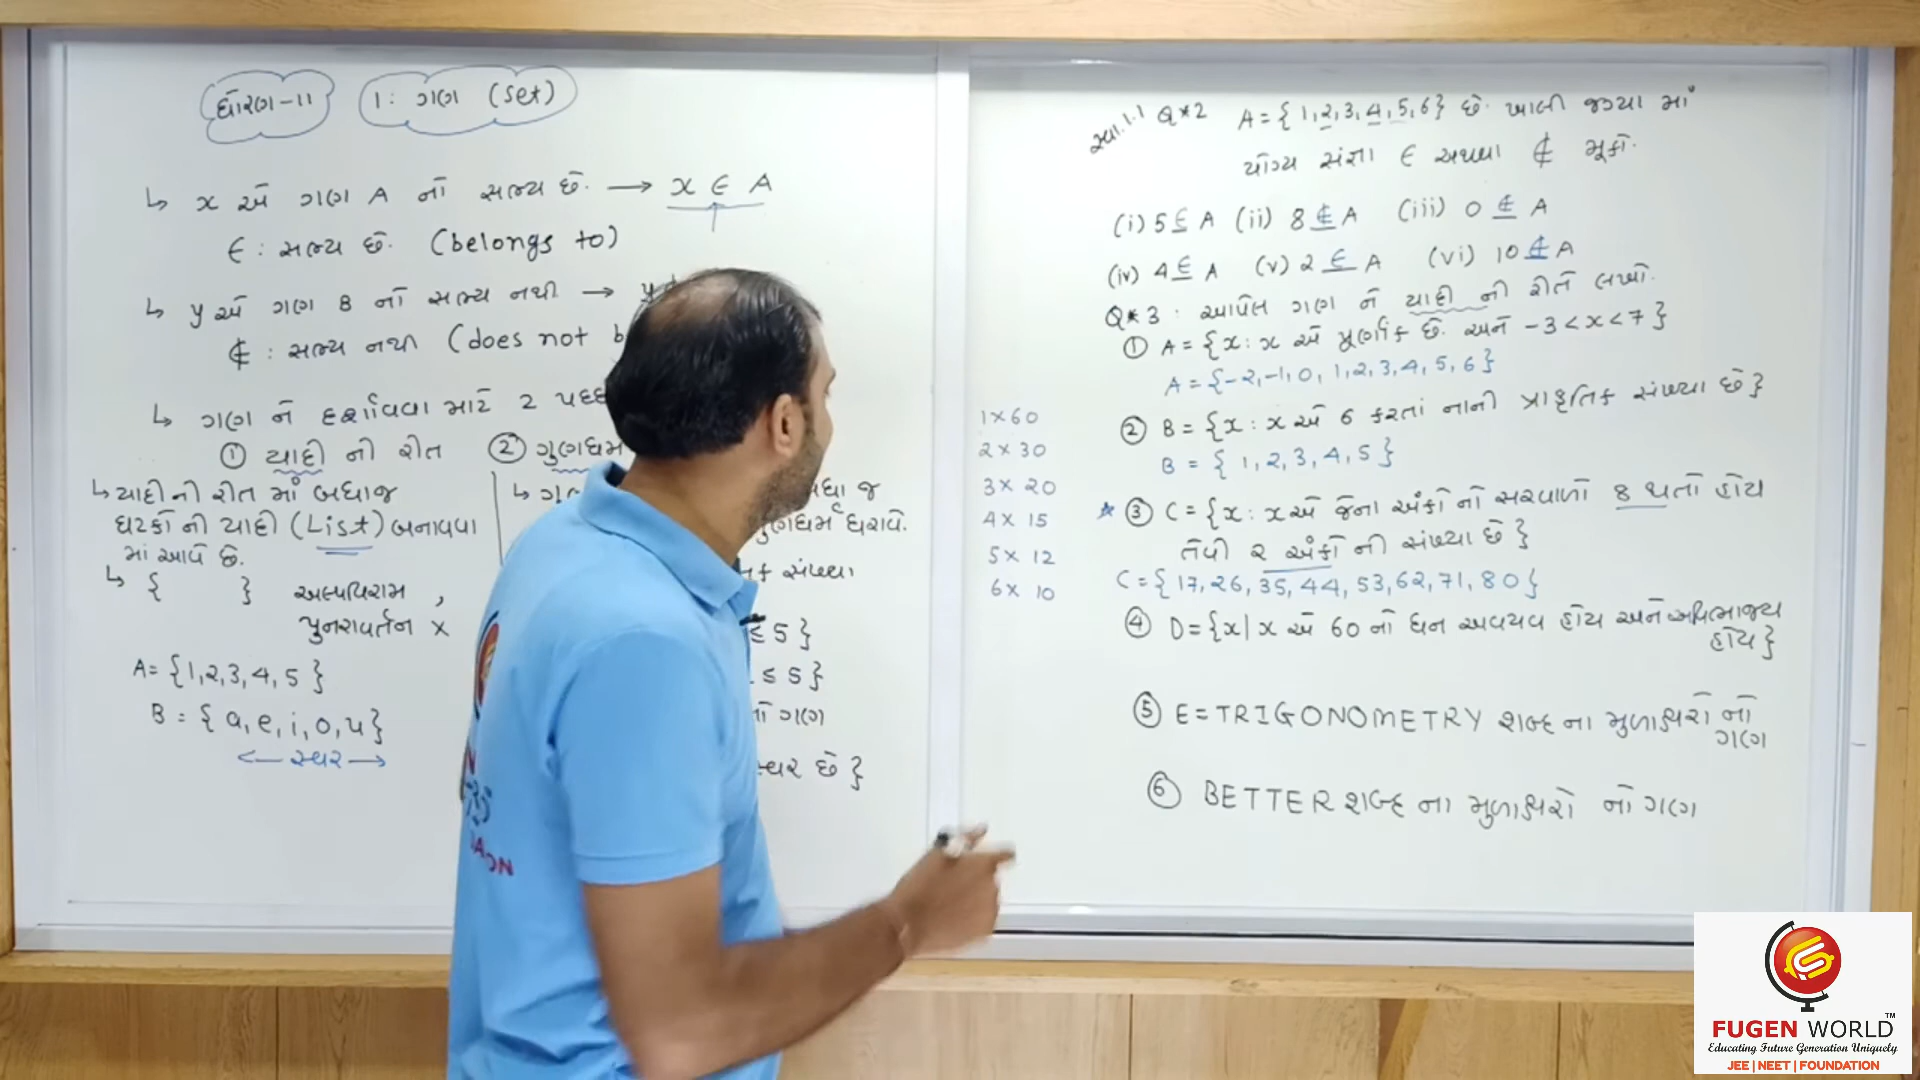 ધોરણ-11 1: ગણ (Set)
↳ x એ ગણ A નો સભ્ય છે. → x ∈ A
∈ : સભ્ય છે. (belongs to)
↳ y એ ગણ B નો સભ્ય નથી → y
∉ : સભ્ય નથી (does not b
↳ ગણ ને દર્શાવવા માટે 2 પધ્
① યાદી ની રીત ② ગુણધમ
↳ યાદી ની રીત માં બધાજ
ઘટકો ની યાદી (List) બનાવવા
માં આવે છે.
↳ { } અલ્પવિરામ ,
પુનરાવર્તન ×
A = {1,2,3,4,5}
B = {a,e,i,o,u}
← સ્વર →
↳ ગ ધા જ
ગુણધર્મ ધરાવે.
ક સંખ્યા
≤ 5}
≤ 5}
નો ગણ
સ્વર છે}
સ્વા.1.1 Q*2 A = {1,2,3,4,5,6} છે. ખાલી જગ્યા માં
યોગ્ય સંજ્ઞા ∈ અથવા ∉ મૂકો.
(i) 5 ∈ A (ii) 8 ∉ A (iii) 0 ∉ A
(iv) 4 ∈ A (v) 2 ∈ A (vi) 10 ∉ A
Q*3 : આપેલ ગણ ને યાદી ની રીતે લખો.
① A = {x : x એ પૂર્ણાંક છે. અને -3 < x < 7}
A = {-2,-1,0,1,2,3,4,5,6}
② B = {x : x એ 6 કરતાં નાની પ્રાકૃતિક સંખ્યા છે}
B = {1,2,3,4,5}
③ C = {x : x એ જેના અંકો નો સરવાળો 8 થતો હોય
તેવી 2 અંકો ની સંખ્યા છે}
C = {17,26,35,44,53,62,71,80}
④ D = {x | x એ 60 નો ધન અવયવ હોય અને અવિભાજ્ય
હોય}
⑤ E = TRIGONOMETRY શબ્દ ના મુળાક્ષરો નો
ગણ
⑥ BETTER શબ્દ ના મુળાક્ષરો નો ગણ
1 × 60
2 × 30
3 × 20
4 × 15
5 × 12
6 × 10
FUGEN WORLD™
Educating Future Generation Uniquely
JEE | NEET | FOUNDATION